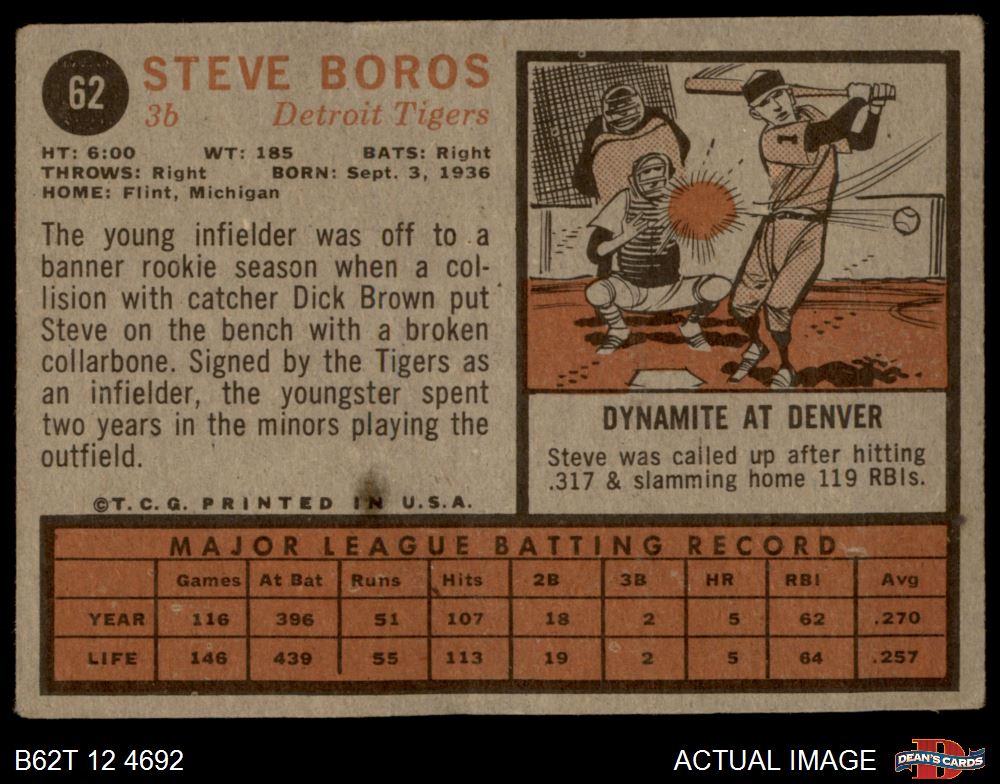 62
STEVE BOROS
3b Detroit Tigers
HT: 6:00 WT: 185 BATS: Right
THROWS: Right BORN: Sept. 3, 1936
HOME: Flint, Michigan
The young infielder was off to a
banner rookie season when a col-
lision with catcher Dick Brown put
Steve on the bench with a broken
collarbone. Signed by the Tigers as
an infielder, the youngster spent
two years in the minors playing the
outfield.
©T.C.G. PRINTED IN U.S.A.
1
DYNAMITE AT DENVER
Steve was called up after hitting
.317 & slamming home 119 RBIs.
MAJOR LEAGUE BATTING RECORD
Games At Bat Runs Hits 2B 3B HR RBI Avg
YEAR 116 396 51 107 18 2 5 62 .270
LIFE 146 439 55 113 19 2 5 64 .257
B62T 12 4692 ACTUAL IMAGE
D
DEAN'S CARDS